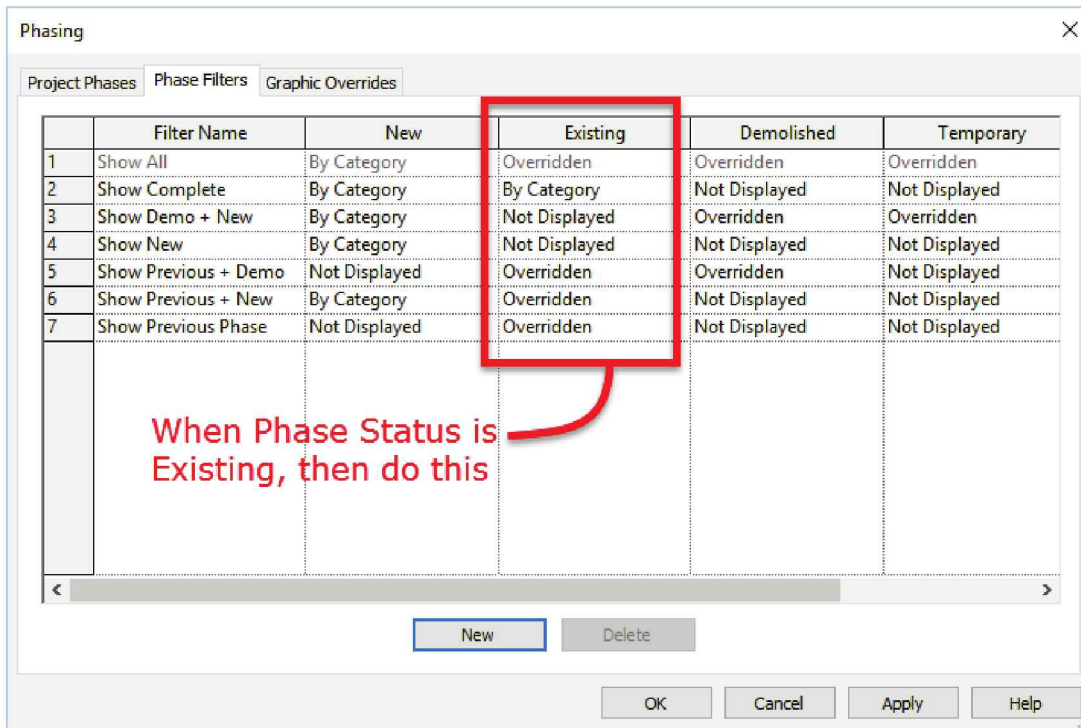 Phasing
Project Phases Phase Filters Graphic Overrides
Filter Name New Existing Demolished Temporary
1 Show All By Category Overridden Overridden Overridden
2 Show Complete By Category By Category Not Displayed Not Displayed
3 Show Demo + New By Category Not Displayed Overridden Overridden
4 Show New By Category Not Displayed Not Displayed Not Displayed
5 Show Previous + Demo Not Displayed Overridden Overridden Not Displayed
6 Show Previous + New By Category Overridden Not Displayed Not Displayed
7 Show Previous Phase Not Displayed Overridden Not Displayed Not Displayed
When Phase Status is
Existing, then do this
New Delete
OK Cancel Apply Help